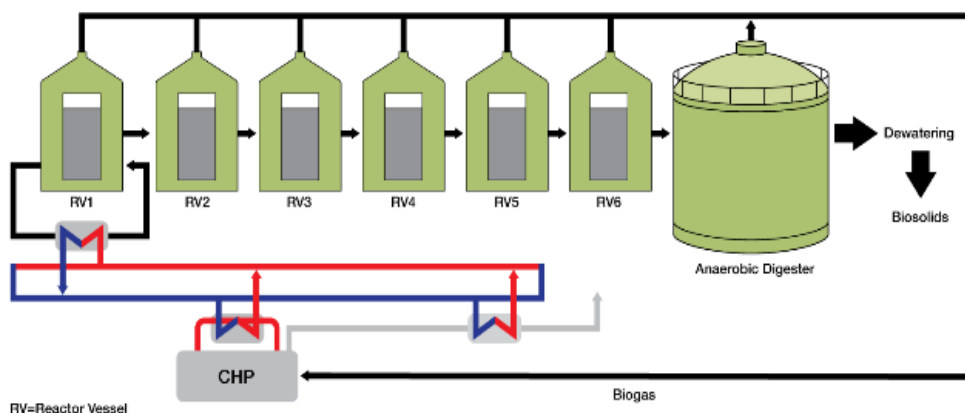 RV1
RV2
RV3
RV4
RV5
RV6
Dewatering
Biosolids
Anaerobic Digester
CHP
Biogas
RV=Reactor Vessel